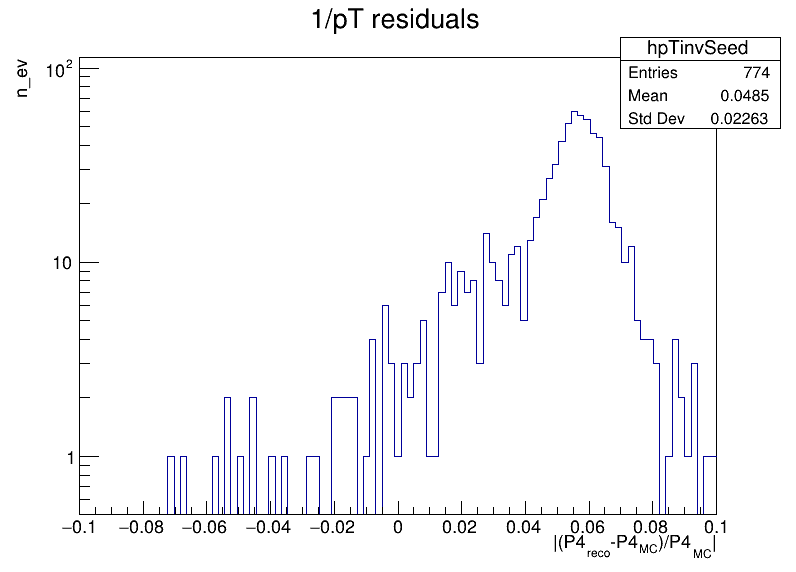 1/pT residuals
hpTinvSeed
Entries 774
Mean 0.0485
Std Dev 0.02263
n_ev
10²
10
1
−0.1 −0.08 −0.06 −0.04 −0.02 0 0.02 0.04 0.06 0.08 0.1
|(P4reco-P4MC)/P4MC|